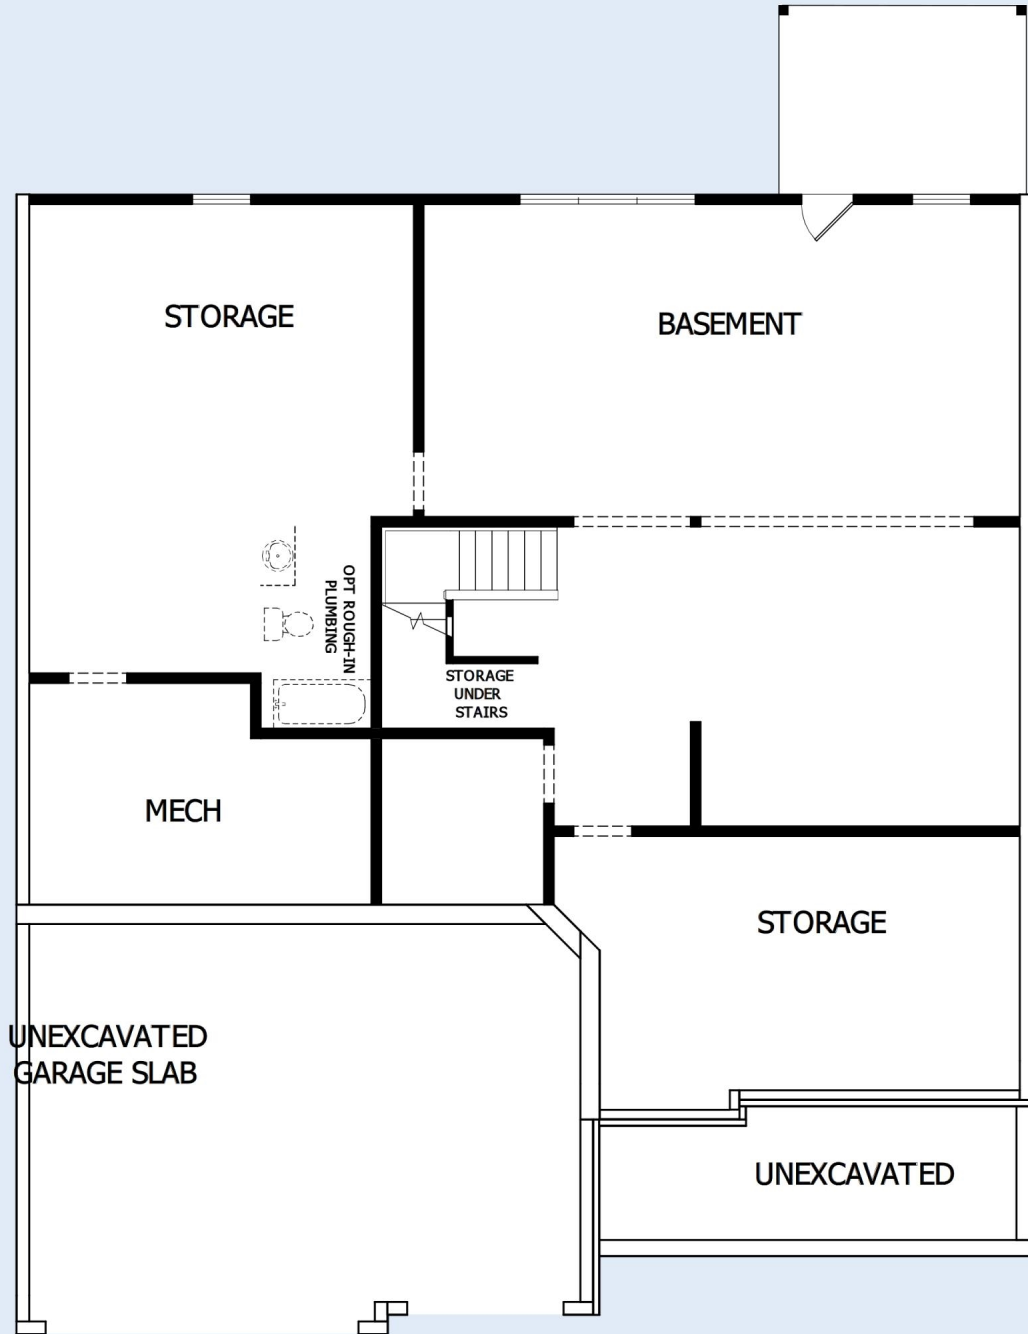 STORAGE
BASEMENT
OPT ROUGH-IN
PLUMBING
STORAGE
UNDER
STAIRS
MECH
STORAGE
UNEXCAVATED
GARAGE SLAB
UNEXCAVATED